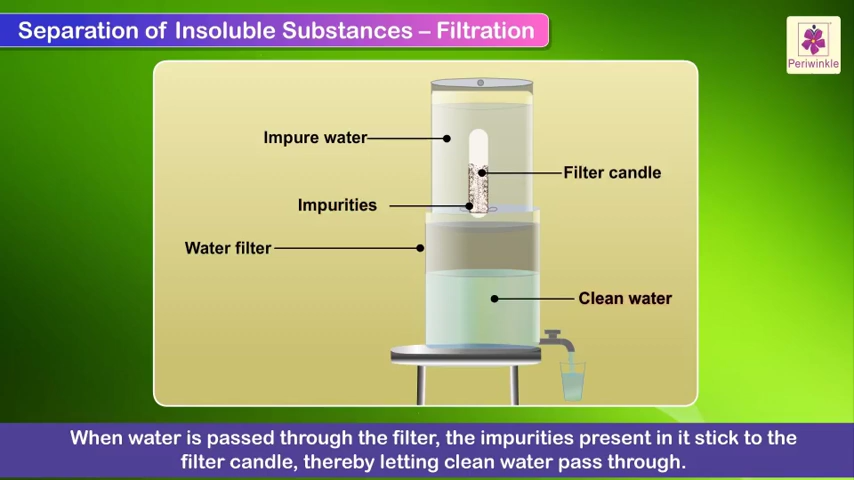 Separation of Insoluble Substances – Filtration
Periwinkle
Impure water
Filter candle
Impurities
Water filter
Clean water
When water is passed through the filter, the impurities present in it stick to the
filter candle, thereby letting clean water pass through.